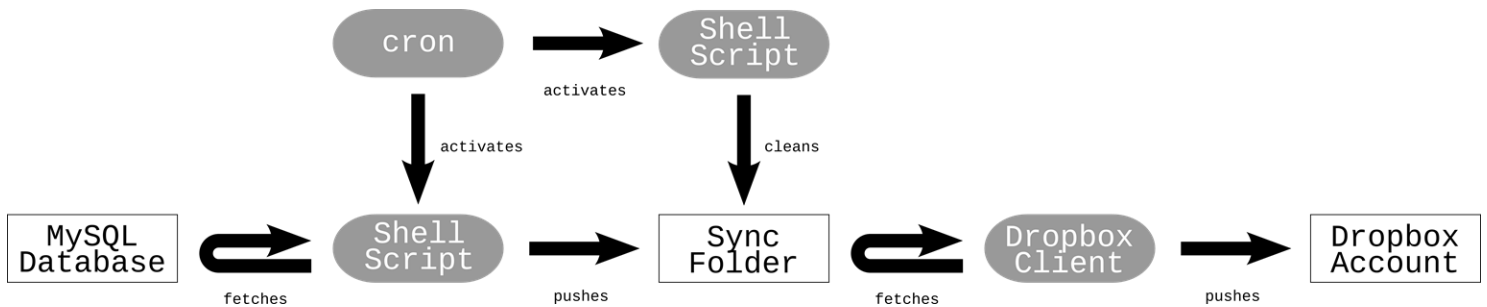 cron
Shell
Script
activates
activates
cleans
MySQL
Database
Shell
Script
Sync
Folder
Dropbox
Client
Dropbox
Account
fetches
pushes
fetches
pushes